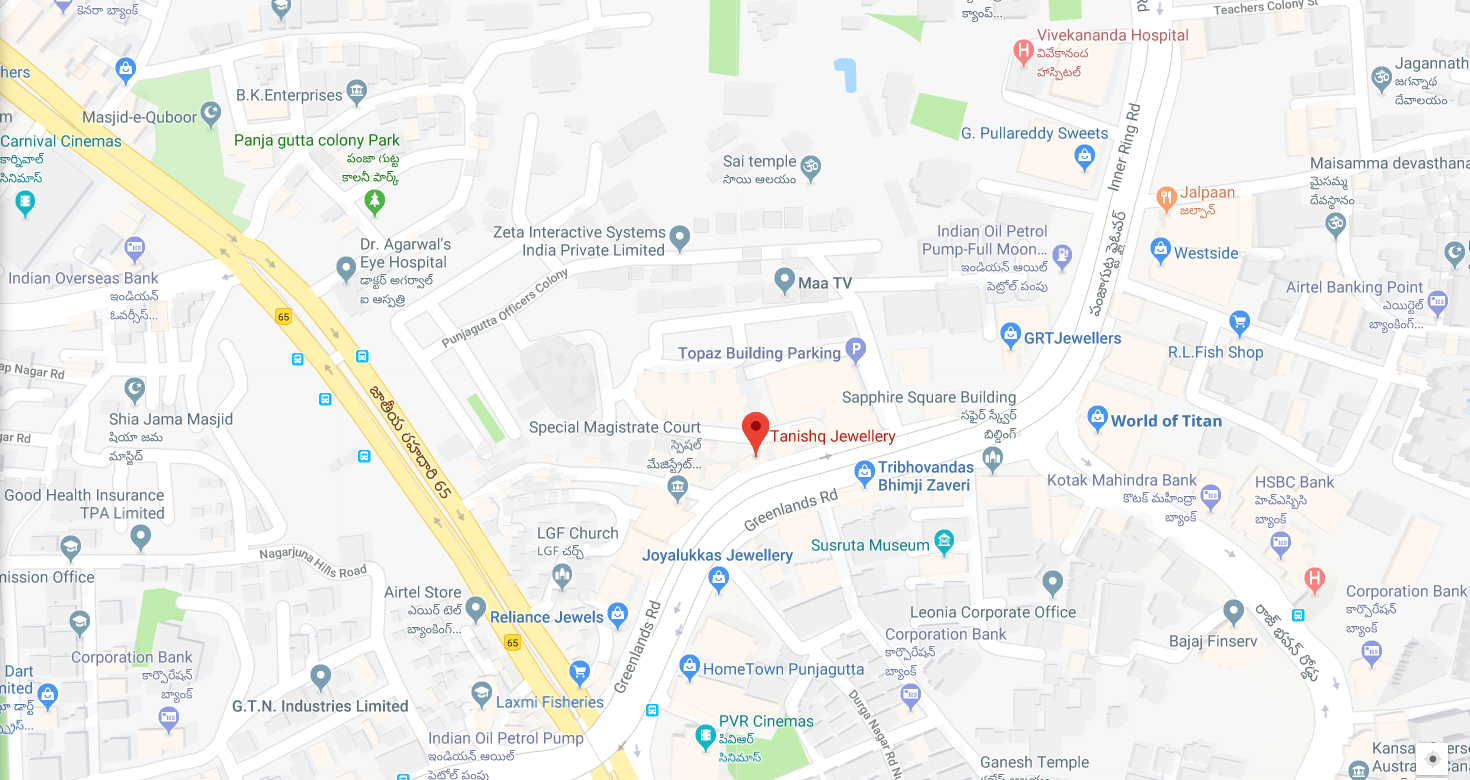 కెనరా బ్యాంక్
క్యాంప్...
Teachers Colony St
Vivekananda Hospital
వివేకానంద
హాస్పిటల్
hers
B.K.Enterprises
Masjid-e-Quboor
Jagannath
జగన్నాథ
దేవాలయం
Carnival Cinemas
కార్నివాల్
సినిమాస్
Panja gutta colony Park
పంజా గుట్ట
కాలనీ పార్క్
G. Pullareddy Sweets
Inner Ring Rd
Sai temple
సాయి ఆలయం
Maisamma devasthana
మైసమ్మ
దేవస్థానం
Jalpaan
జల్పాన్
Zeta Interactive Systems
India Private Limited
Dr. Agarwal's
Eye Hospital
డాక్టర్ అగర్వాల్
ఐ ఆస్పత్రి
Indian Oil Petrol
Pump-Full Moon...
ఇండియన్ ఆయిల్
పెట్రోల్ పంపు
Westside
పంజాగుట్ట ఫ్లైఓవర్
Indian Overseas Bank
ఇండియన్
ఓవర్సీస్...
Maa TV
Airtel Banking Point
ఎయిర్టెల్
బ్యాంకింగ్...
65
Punjagutta Officers Colony
GRTJewellers
R.L.Fish Shop
Topaz Building Parking
ap Nagar Rd
Sapphire Square Building
సఫైర్ స్క్వేర్
బిల్డింగ్
జాతీయ రహదారి 65
Shia Jama Masjid
షియా జమ
మాస్జిద్
Special Magistrate Court
స్పెషల్
మేజిస్ట్రేట్...
Tanishq Jewellery
World of Titan
ar Rd
Tribhovandas
Bhimji Zaveri
Kotak Mahindra Bank
కొటక్ మహీంద్రా
బ్యాంక్
HSBC Bank
హెచ్ఎస్బిసి
బ్యాంక్
Good Health Insurance
TPA Limited
Greenlands Rd
LGF Church
LGF చర్చ్
Susruta Museum
Joyalukkas Jewellery
Nagarjuna Hills Road
mission Office
Airtel Store
ఎయిర్ టెల్
బ్యాంకింగ్...
Reliance Jewels
Leonia Corporate Office
Corporation Bank
కార్పొరేషన్
బ్యాంక్
Bajaj Finserv
రాజ్ భవన్ రోడ్డు
Corporation Bank
కార్పొరేషన్
బ్యాంక్
65
Greenlands Rd
Corporation Bank
కార్పొరేషన్
బ్యాంక్
HomeTown Punjagutta
Dart
mited
G.T.N. Industries Limited
Laxmi Fisheries
Durga Nagar Rd
PVR Cinemas
పివిఆర్
సినిమాస్
Indian Oil Petrol Pump
ఇండియన్ ఆయిల్
పెట్రోల్ పంపు
Ganesh Temple